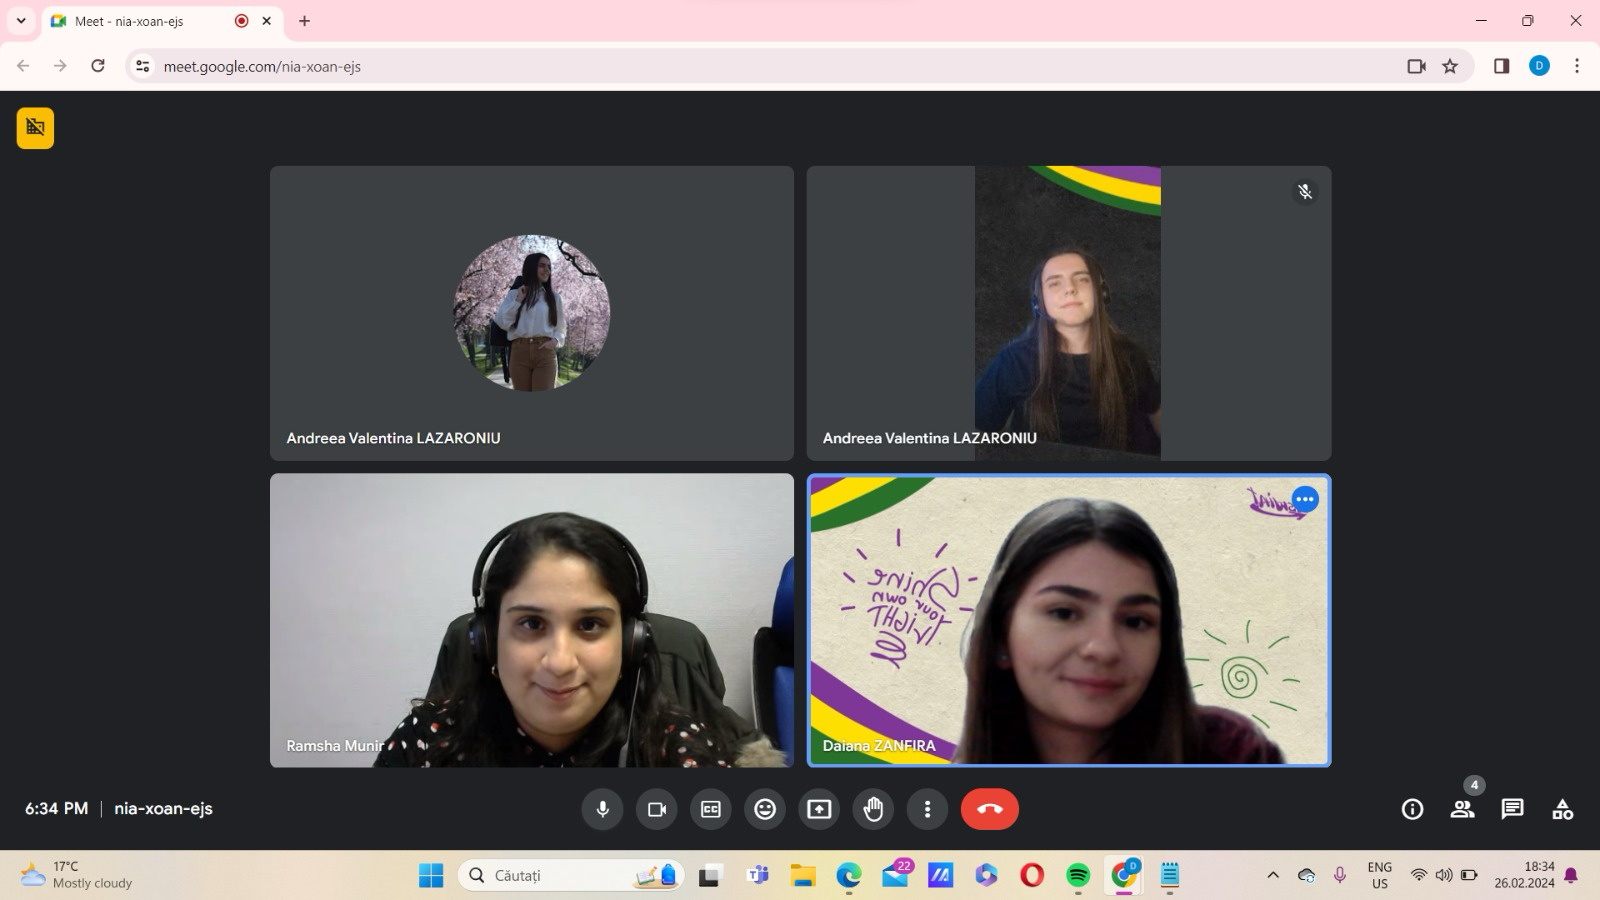 Meet - nia-xoan-ejs
meet.google.com/nia-xoan-ejs
D
Andreea Valentina LAZARONIU
Andreea Valentina LAZARONIU
Shine
your own
LIGHT
Ramsha Munir
Daiana ZANFIRA
6:34 PM | nia-xoan-ejs
CC
4
17°C
Mostly cloudy
Căutați
22
D
ENG
US
18:34
26.02.2024